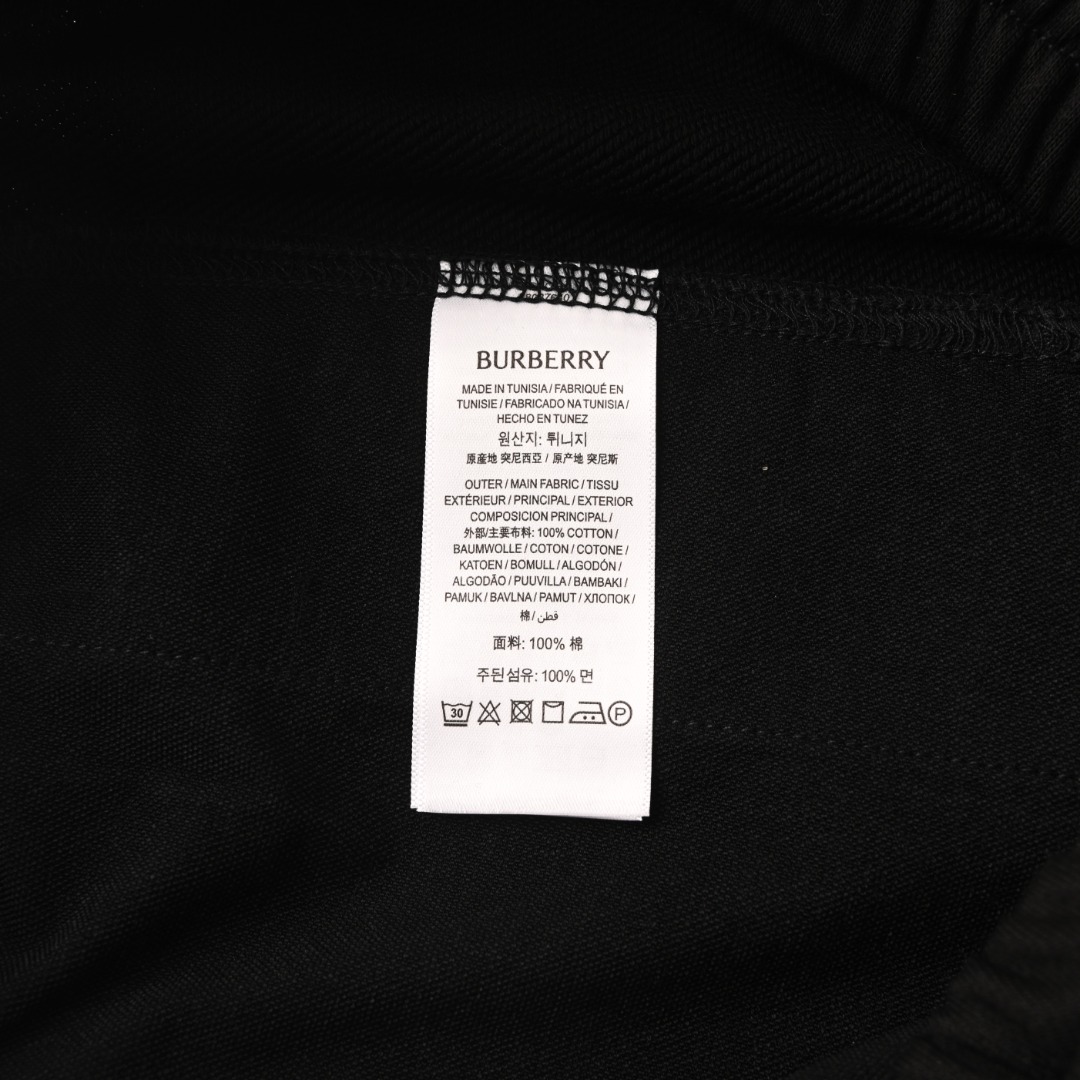 BURBERRY
MADE IN TUNISIA / FABRIQUÉ EN
TUNISIE / FABRICADO NA TUNISIA /
HECHO EN TUNEZ
원산지: 튀니지
原産地 突尼西亞 / 原产地 突尼斯
OUTER / MAIN FABRIC / TISSU
EXTÉRIEUR / PRINCIPAL / EXTERIOR
COMPOSICION PRINCIPAL /
外部/主要布料: 100% COTTON /
BAUMWOLLE / COTON / COTONE /
KATOEN / BOMULL / ALGODÓN /
ALGODÃO / PUUVILLA / BAMBAKI /
PAMUK / BAVLNA / PAMUT / ХЛОПОК /
棉 / قطن
面料: 100% 棉
주된섬유: 100% 면
30 P